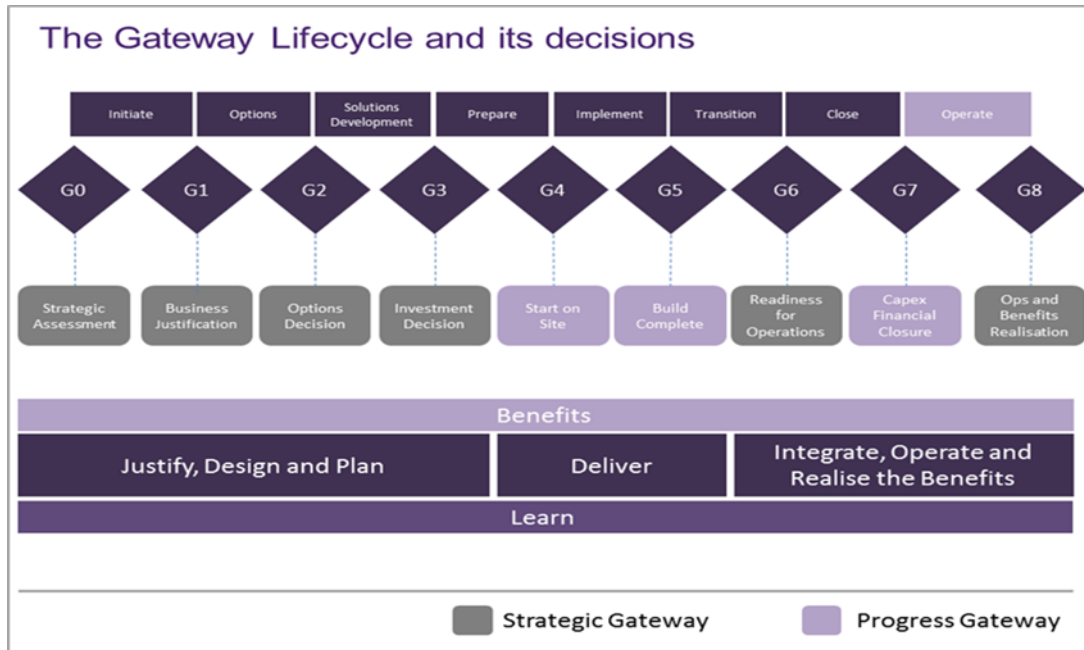 The Gateway Lifecycle and its decisions
Initiate
Options
Solutions
Development
Prepare
Implement
Transition
Close
Operate
G0
G1
G2
G3
G4
G5
G6
G7
G8
Strategic
Assessment
Business
Justification
Options
Decision
Investment
Decision
Start on
Site
Build
Complete
Readiness
for
Operations
Capex
Financial
Closure
Ops and
Benefits
Realisation
Benefits
Justify, Design and Plan
Deliver
Integrate, Operate and
Realise the Benefits
Learn
Strategic Gateway
Progress Gateway